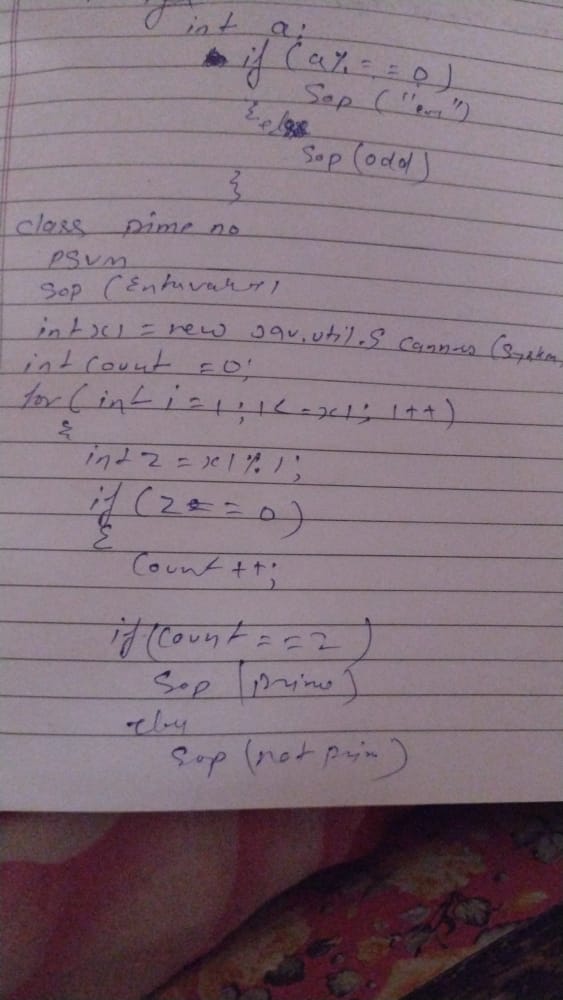 int a;
if (a% = = 0)
Sop ("even")
{else
Sop (odd)
}
class pime no
PSVM
Sop (Enter
int x1 = new java.util.Scanner (System
int count = 0;
for( int i = 1; i< =x1; i++)
{
int z = x1%i;
if (z = = 0)
{
Count ++;
if (count = = 2)
Sop (prime)
else
Sop (not prim)